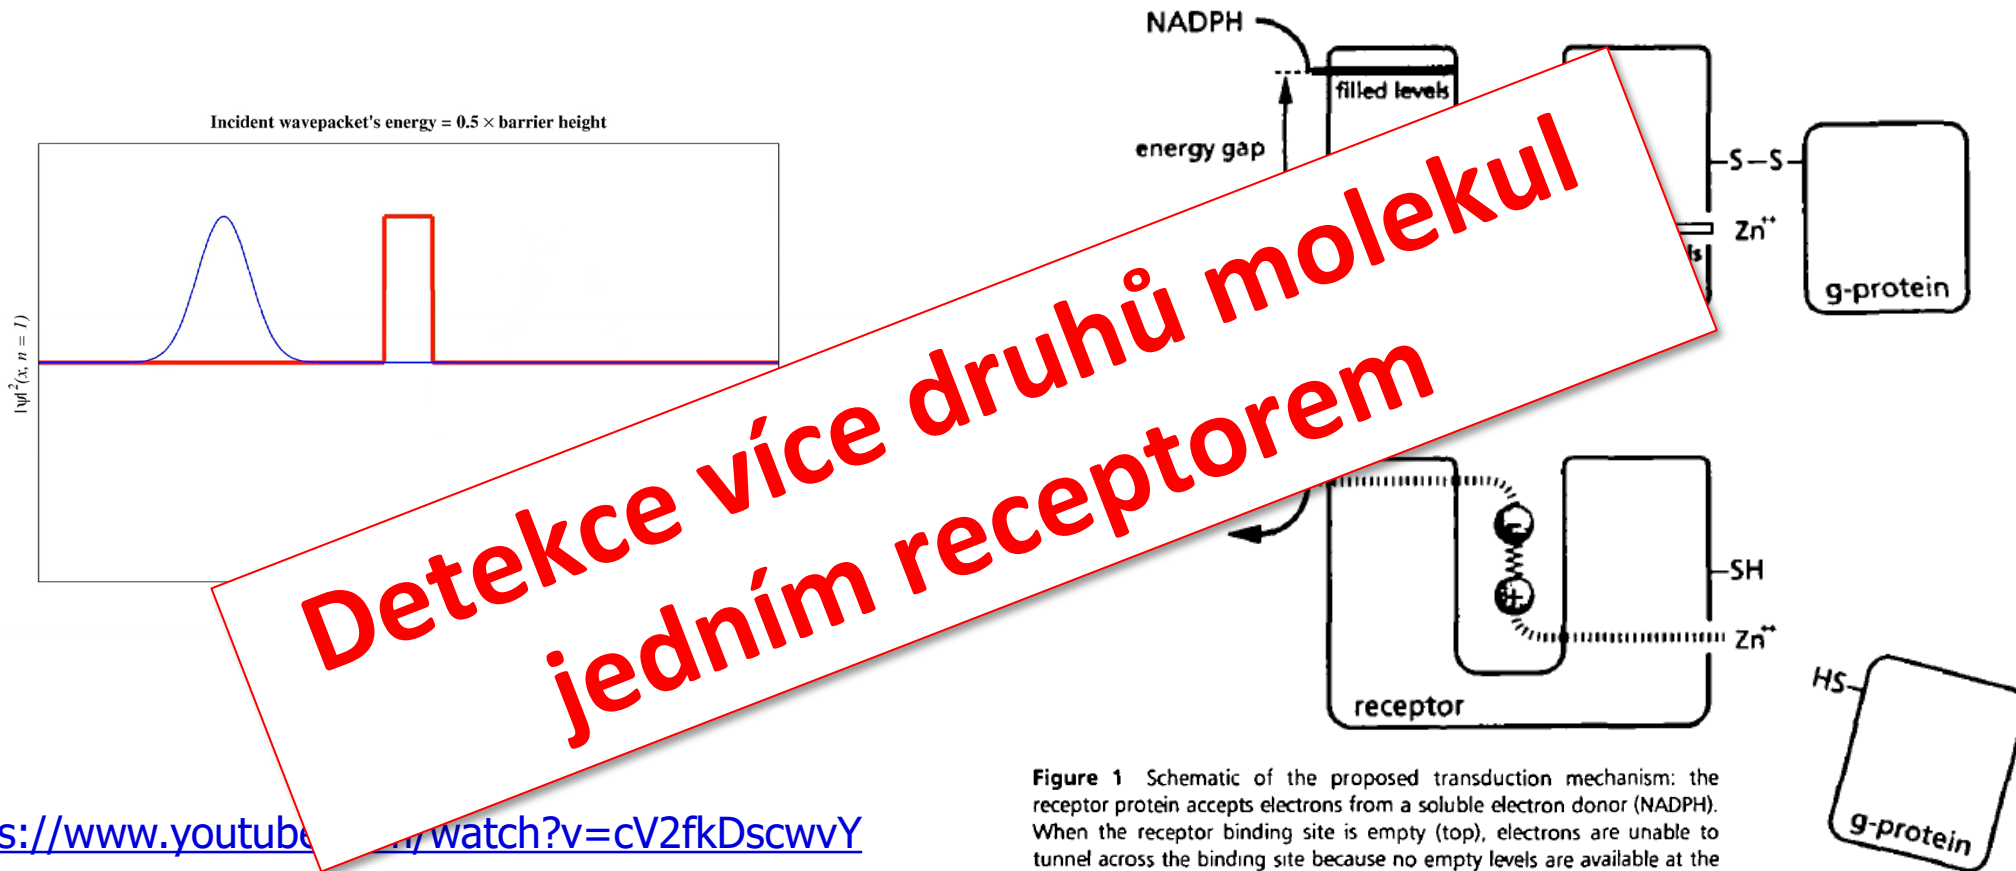 Incident wavepacket's energy = 0.5 × barrier height
|ψ|²(x, n = 1)
s://www.youtube
/watch?v=cV2fkDscwvY
Detekce více druhů molekul
jedním receptorem
NADPH
filled levels
energy gap
S—S
Zn⁺⁺
g-protein
SH
Zn⁺⁺
receptor
HS
g-protein
Figure 1 Schematic of the proposed transduction mechanism: the
receptor protein accepts electrons from a soluble electron donor (NADPH).
When the receptor binding site is empty (top), electrons are unable to
tunnel across the binding site because no empty levels are available at the